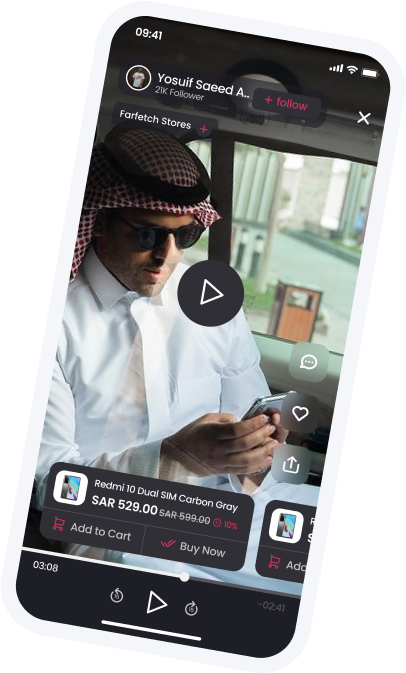 09:41
Yosuif Saeed A..
21K Follower
+ follow
Farfetch Stores +
Redmi 10 Dual SIM Carbon Gray
SAR 529.00 SAR 599.00 10%
Add to Cart
Buy Now
03:08
-02:41